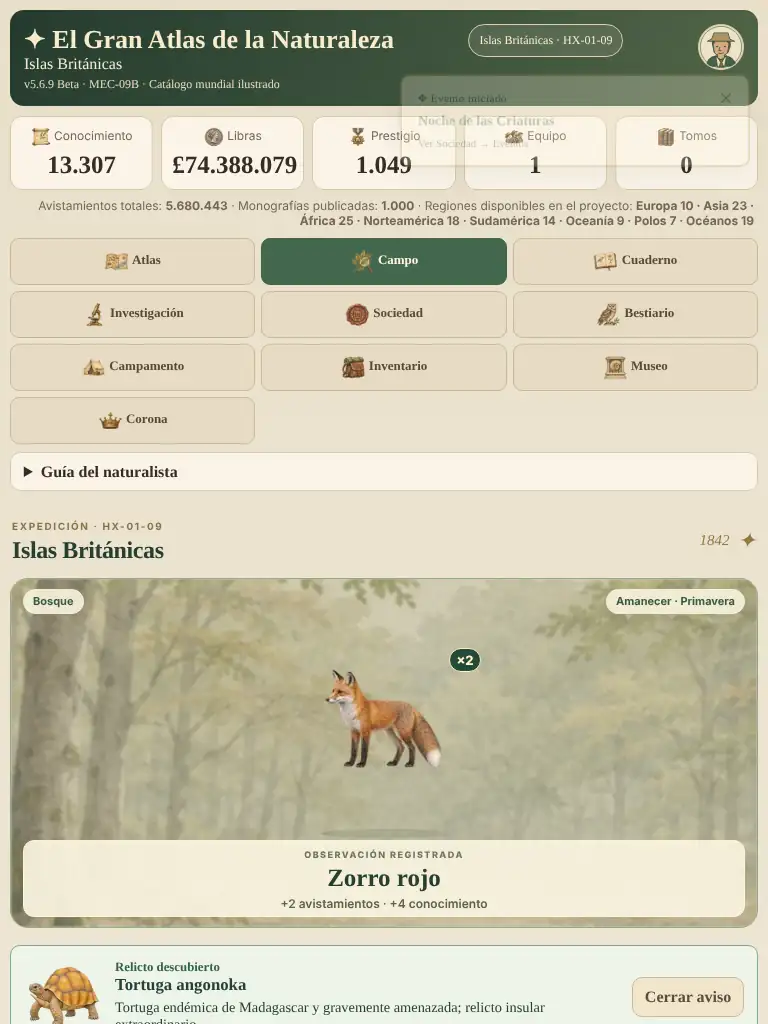 ✦ El Gran Atlas de la Naturaleza
Islas Británicas
v5.6.9 Beta · MEC-09B · Catálogo mundial ilustrado
Islas Británicas · HX-01-09
❖ Evento iniciado
Noche de las Criaturas
Ver Sociedad → Eventos
Conocimiento
13.307
Libras
£74.388.079
Prestigio
1.049
Equipo
1
Tomos
0
Avistamientos totales: 5.680.443 · Monografías publicadas: 1.000 · Regiones disponibles en el proyecto: Europa 10 · Asia 23 ·
África 25 · Norteamérica 18 · Sudamérica 14 · Oceanía 9 · Polos 7 · Océanos 19
Atlas
Campo
Cuaderno
Investigación
Sociedad
Bestiario
Campamento
Inventario
Museo
Corona
▶ Guía del naturalista
EXPEDICIÓN · HX-01-09
Islas Británicas
1842 ✦
Bosque
Amanecer · Primavera
×2
OBSERVACIÓN REGISTRADA
Zorro rojo
+2 avistamientos · +4 conocimiento
Relicto descubierto
Tortuga angonoka
Tortuga endémica de Madagascar y gravemente amenazada; relicto insular
extraordinario.
Cerrar aviso